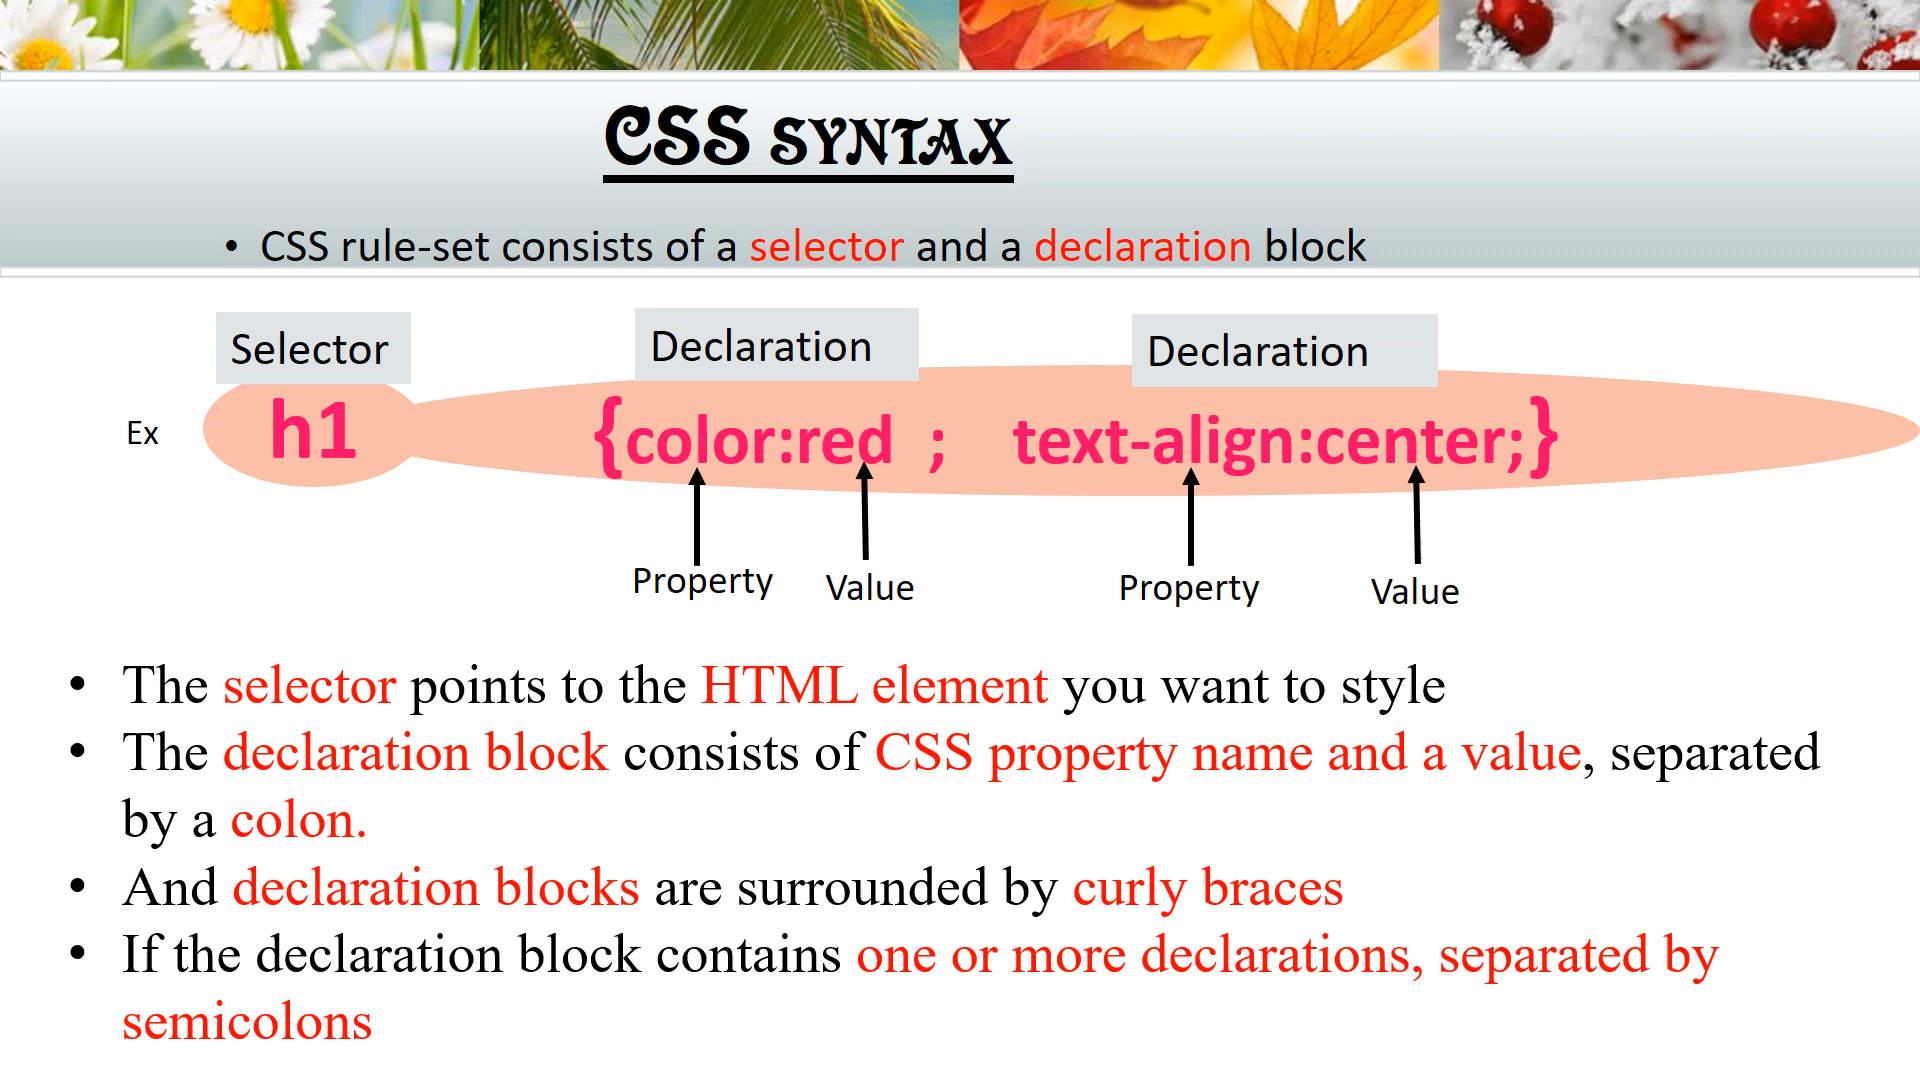 CSS SYNTAX
• CSS rule-set consists of a selector and a declaration block
Selector Declaration Declaration
Ex h1 {color:red ; text-align:center;}
Property Value Property Value
• The selector points to the HTML element you want to style
• The declaration block consists of CSS property name and a value, separated
by a colon.
• And declaration blocks are surrounded by curly braces
• If the declaration block contains one or more declarations, separated by
semicolons